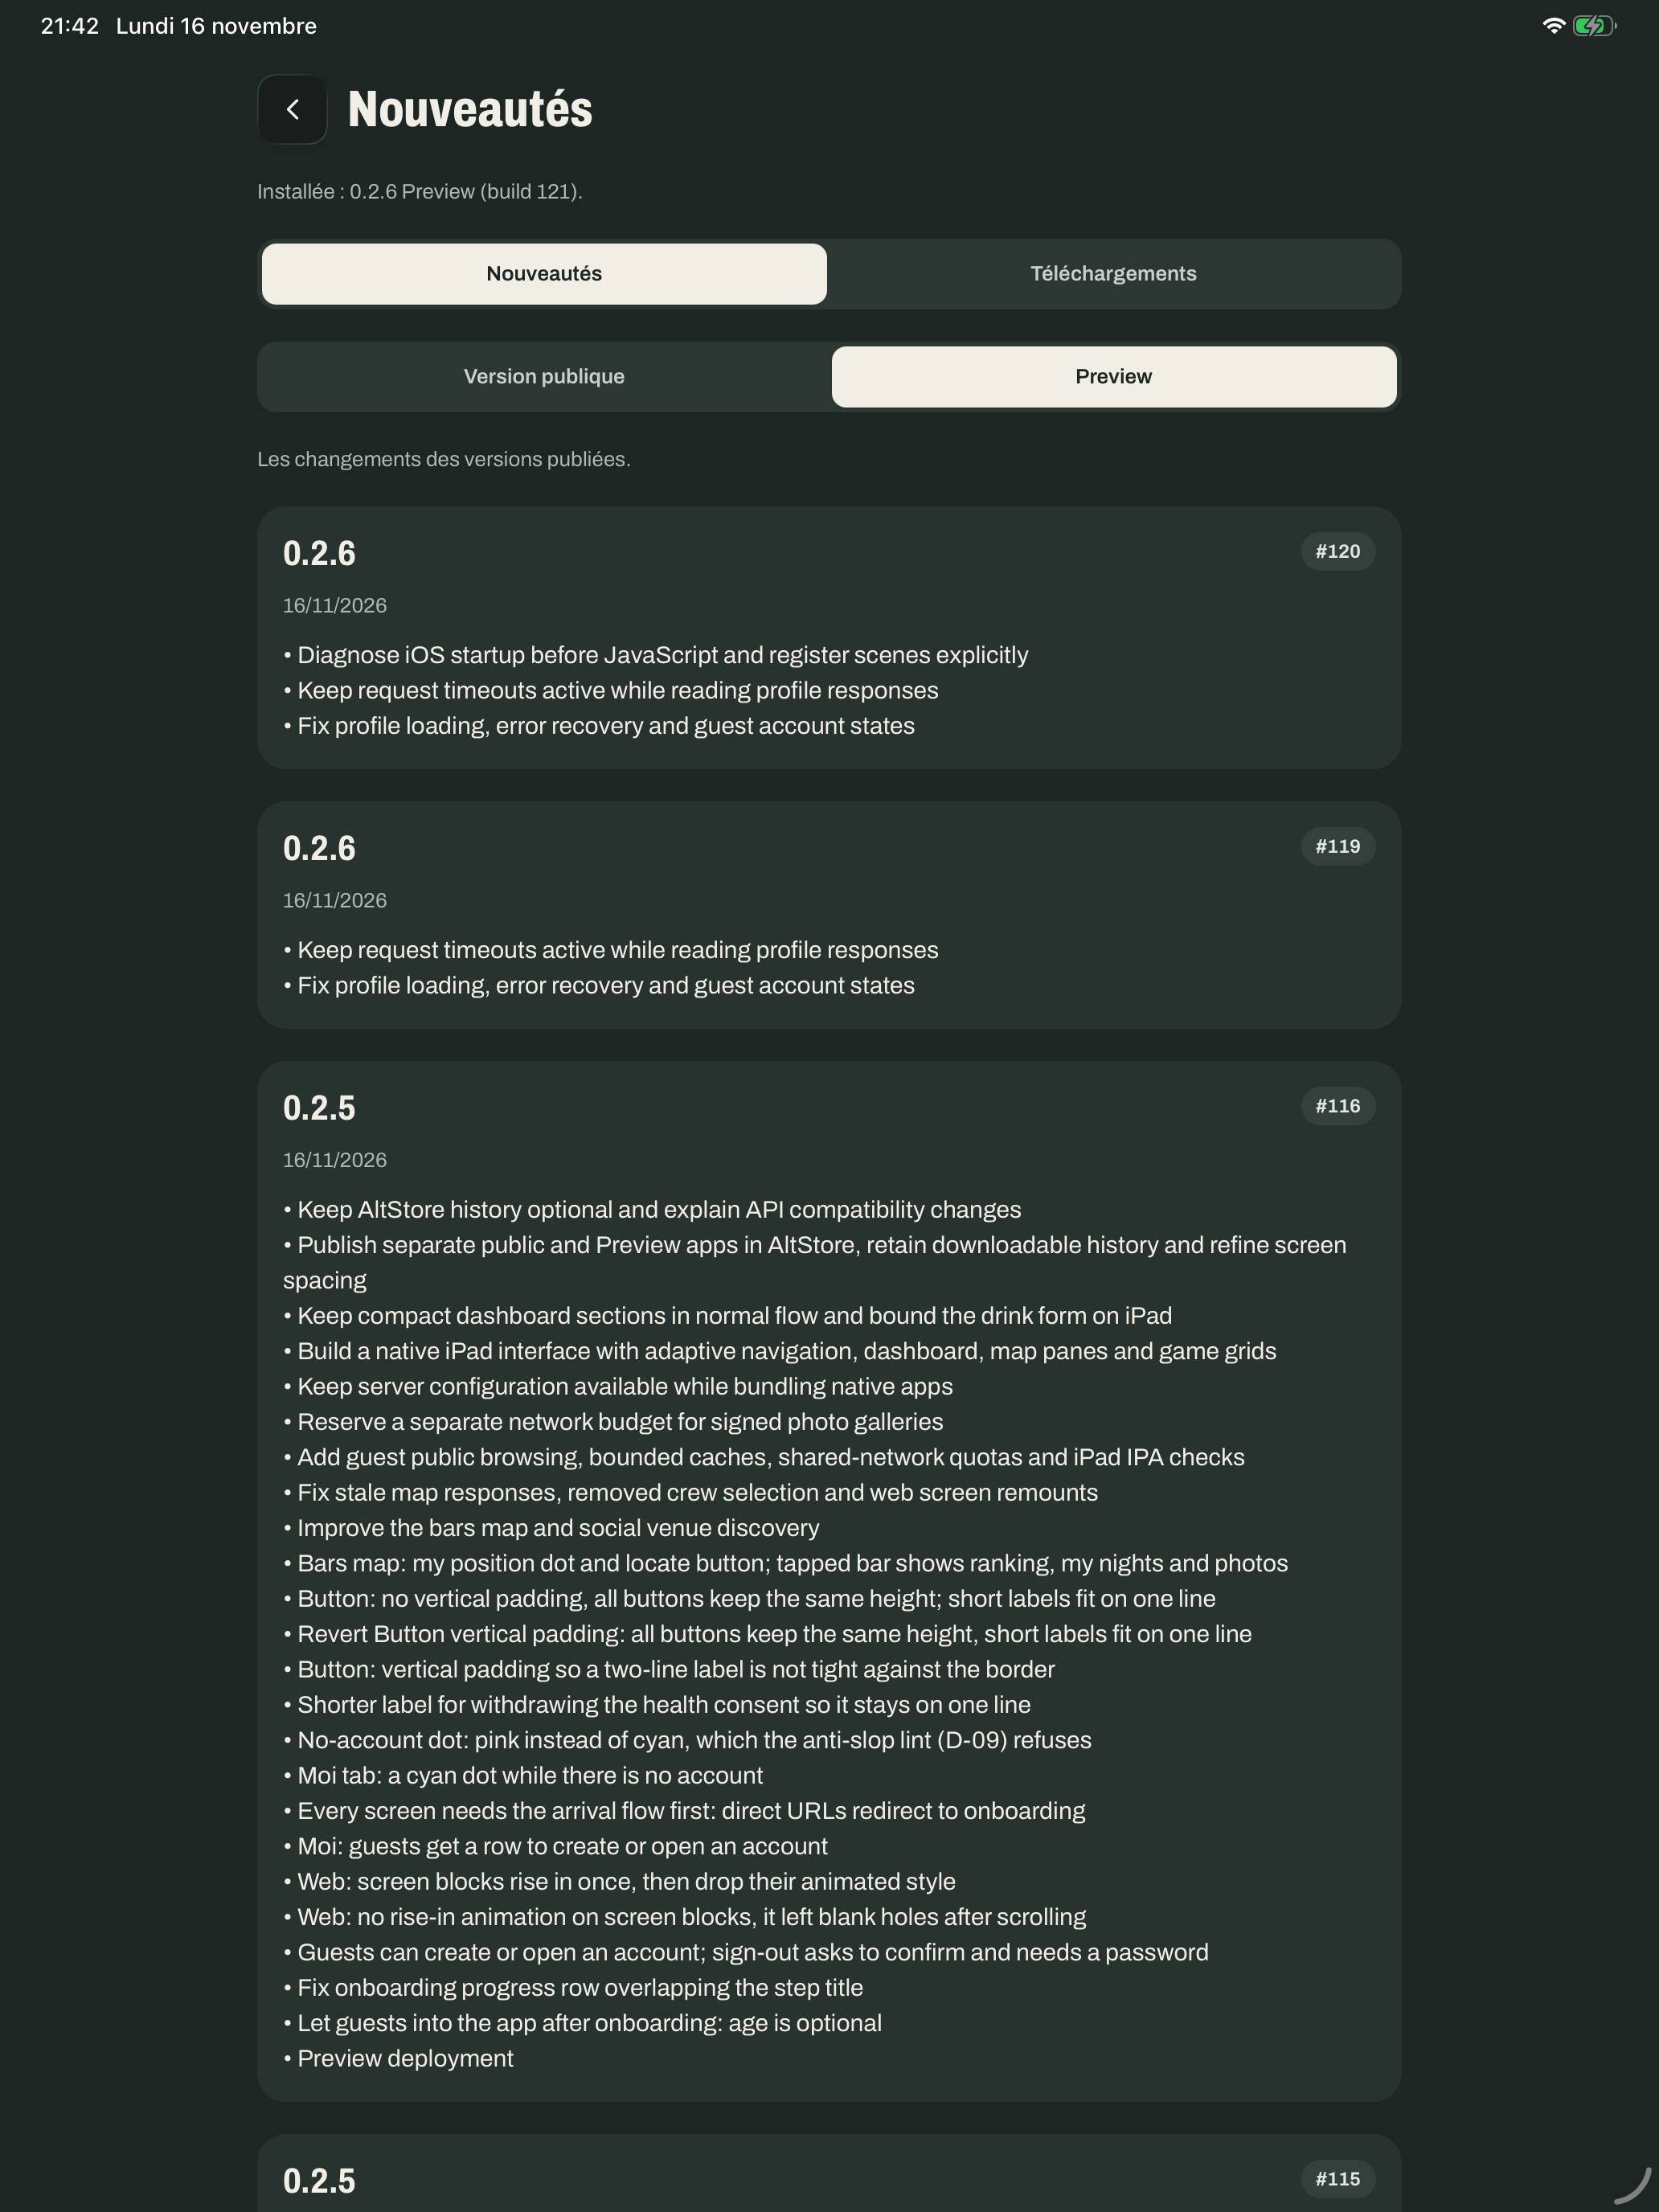 21:42 Lundi 16 novembre
Nouveautés
Installée : 0.2.6 Preview (build 121).
Nouveautés
Téléchargements
Version publique
Preview
Les changements des versions publiées.
0.2.6
#120
16/11/2026
• Diagnose iOS startup before JavaScript and register scenes explicitly
• Keep request timeouts active while reading profile responses
• Fix profile loading, error recovery and guest account states
0.2.6
#119
16/11/2026
• Keep request timeouts active while reading profile responses
• Fix profile loading, error recovery and guest account states
0.2.5
#116
16/11/2026
• Keep AltStore history optional and explain API compatibility changes
• Publish separate public and Preview apps in AltStore, retain downloadable history and refine screen
spacing
• Keep compact dashboard sections in normal flow and bound the drink form on iPad
• Build a native iPad interface with adaptive navigation, dashboard, map panes and game grids
• Keep server configuration available while bundling native apps
• Reserve a separate network budget for signed photo galleries
• Add guest public browsing, bounded caches, shared-network quotas and iPad IPA checks
• Fix stale map responses, removed crew selection and web screen remounts
• Improve the bars map and social venue discovery
• Bars map: my position dot and locate button; tapped bar shows ranking, my nights and photos
• Button: no vertical padding, all buttons keep the same height; short labels fit on one line
• Revert Button vertical padding: all buttons keep the same height, short labels fit on one line
• Button: vertical padding so a two-line label is not tight against the border
• Shorter label for withdrawing the health consent so it stays on one line
• No-account dot: pink instead of cyan, which the anti-slop lint (D-09) refuses
• Moi tab: a cyan dot while there is no account
• Every screen needs the arrival flow first: direct URLs redirect to onboarding
• Moi: guests get a row to create or open an account
• Web: screen blocks rise in once, then drop their animated style
• Web: no rise-in animation on screen blocks, it left blank holes after scrolling
• Guests can create or open an account; sign-out asks to confirm and needs a password
• Fix onboarding progress row overlapping the step title
• Let guests into the app after onboarding: age is optional
• Preview deployment
0.2.5
#115